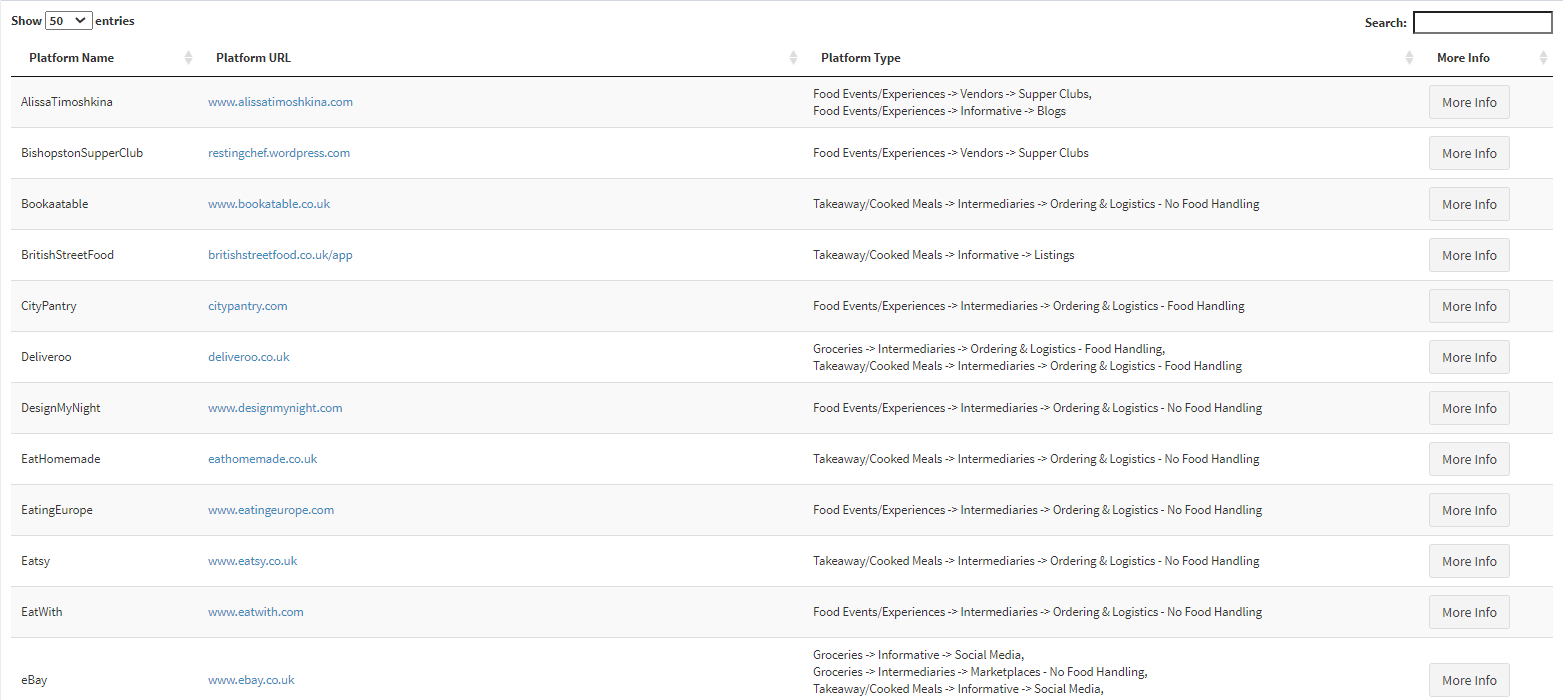 Show 50 entries
Search:
Platform Name Platform URL Platform Type More Info
AlissaTimoshkina www.alissatimoshkina.com Food Events/Experiences -> Vendors -> Supper Clubs,
Food Events/Experiences -> Informative -> Blogs More Info
BishopstonSupperClub restingchef.wordpress.com Food Events/Experiences -> Vendors -> Supper Clubs More Info
Bookaatable www.bookatable.co.uk Takeaway/Cooked Meals -> Intermediaries -> Ordering & Logistics - No Food Handling More Info
BritishStreetFood britishstreetfood.co.uk/app Takeaway/Cooked Meals -> Informative -> Listings More Info
CityPantry citypantry.com Food Events/Experiences -> Intermediaries -> Ordering & Logistics - Food Handling More Info
Deliveroo deliveroo.co.uk Groceries -> Intermediaries -> Ordering & Logistics - Food Handling,
Takeaway/Cooked Meals -> Intermediaries -> Ordering & Logistics - Food Handling More Info
DesignMyNight www.designmynight.com Food Events/Experiences -> Intermediaries -> Ordering & Logistics - No Food Handling More Info
EatHomemade eathomemade.co.uk Takeaway/Cooked Meals -> Intermediaries -> Ordering & Logistics - No Food Handling More Info
EatingEurope www.eatingeurope.com Food Events/Experiences -> Intermediaries -> Ordering & Logistics - No Food Handling More Info
Eatsy www.eatsy.co.uk Takeaway/Cooked Meals -> Intermediaries -> Ordering & Logistics - No Food Handling More Info
EatWith www.eatwith.com Food Events/Experiences -> Intermediaries -> Ordering & Logistics - No Food Handling More Info
Groceries -> Informative -> Social Media,
Groceries -> Intermediaries -> Marketplaces - No Food Handling,
eBay www.ebay.co.uk Takeaway/Cooked Meals -> Informative -> Social Media, More Info